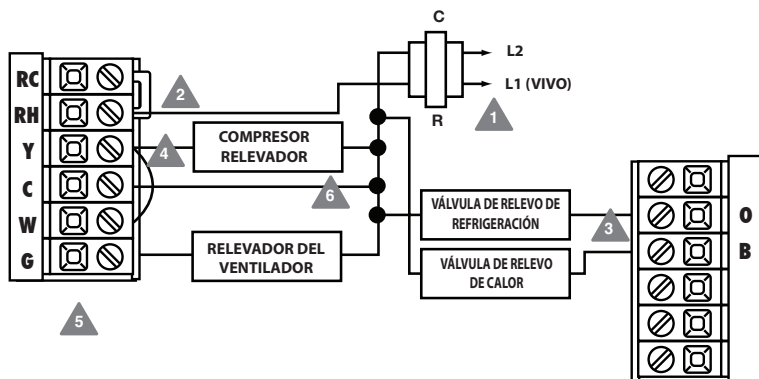 C
L2
L1 (VIVO)
R
1
RC
RH
Y
C
W
G
2
4
COMPRESOR
RELEVADOR
6
RELEVADOR DEL
VENTILADOR
5
VÁLVULA DE RELEVO DE
REFRIGERACIÓN
VÁLVULA DE RELEVO
DE CALOR
3
O
B